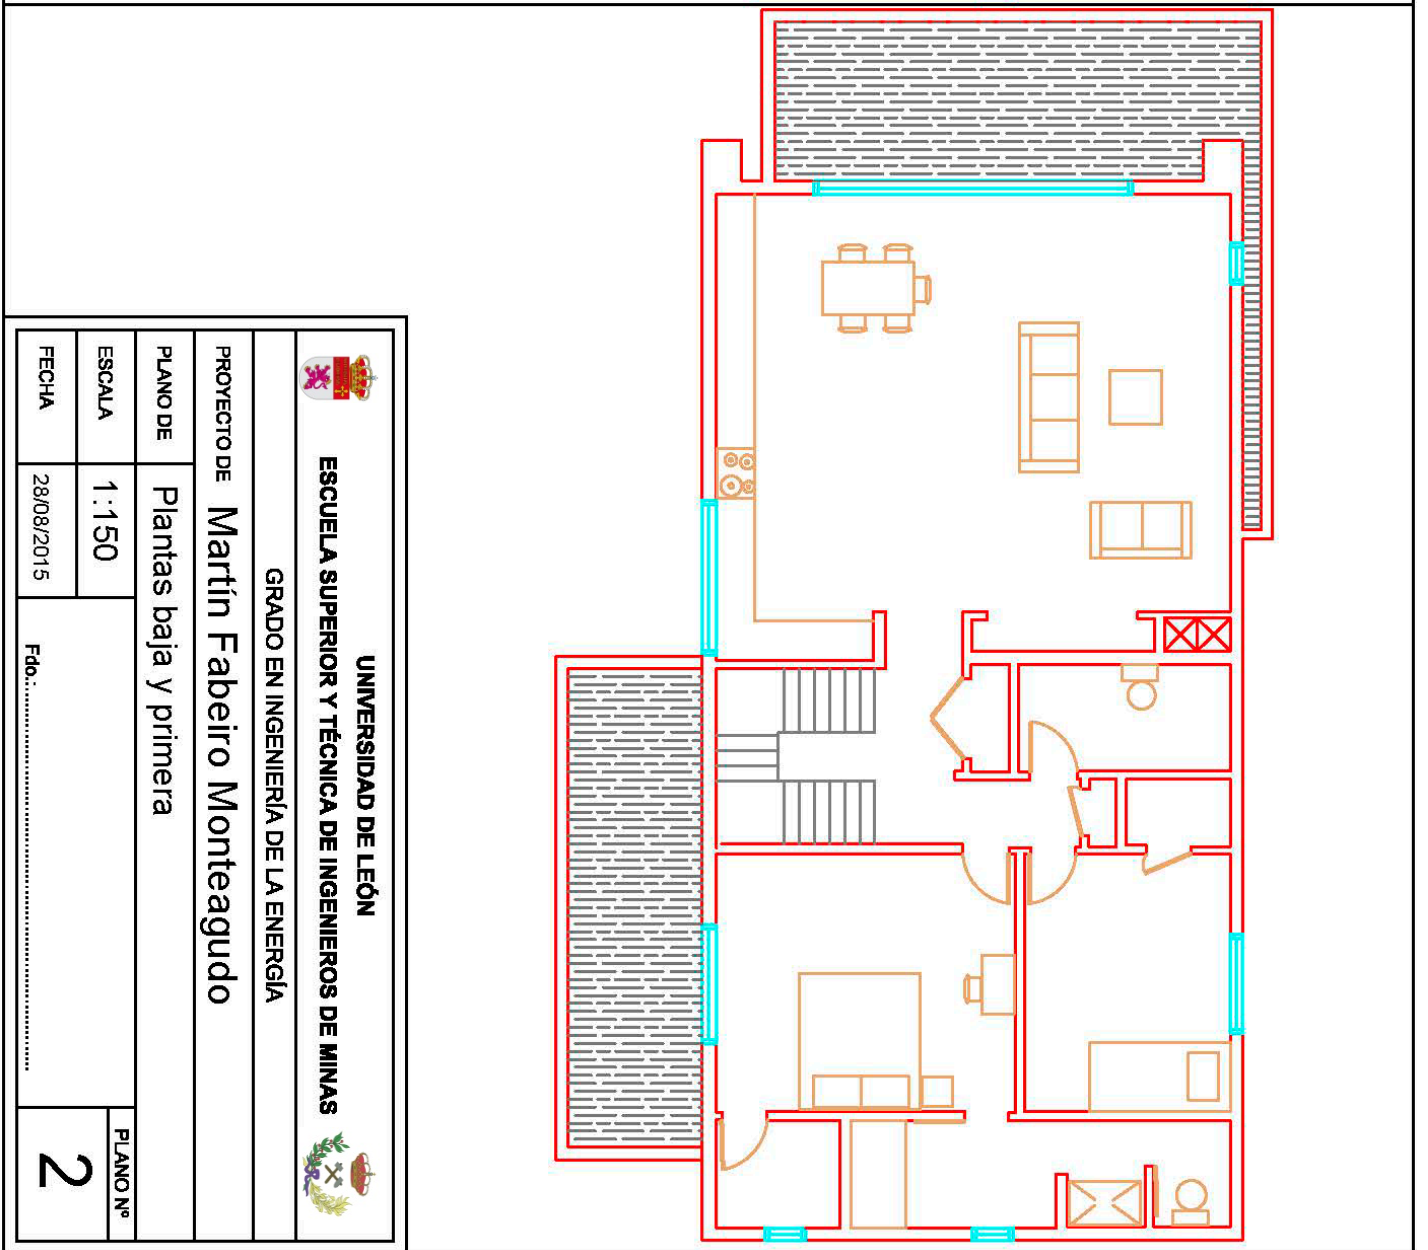 UNIVERSIDAD DE LEÓN
ESCUELA SUPERIOR Y TÉCNICA DE INGENIEROS DE MINAS
GRADO EN INGENIERÍA DE LA ENERGÍA
PROYECTO DE Martín Fabeiro Monteagudo
PLANO DE Plantas baja y primera
ESCALA 1:150
FECHA 28/08/2015
Fdo.:
PLANO Nº
2